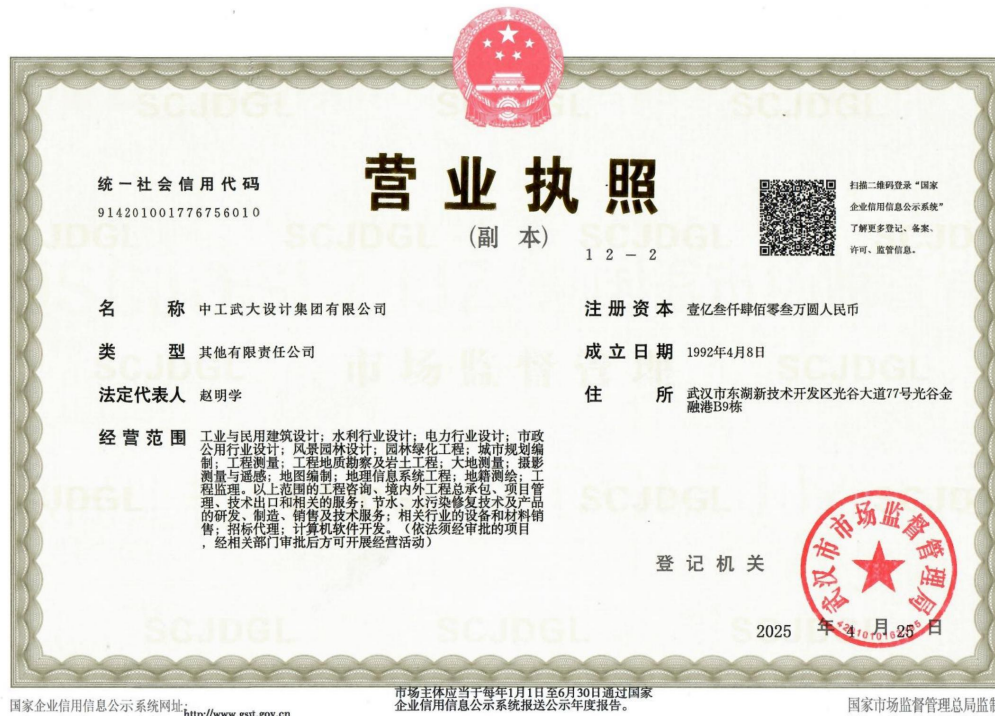 营业执照
(副 本)
12-2
统一社会信用代码
914201001776756010
扫描二维码登录“国家
企业信用信息公示系统”
了解更多登记、备案、
许可、监管信息。
名 称 中工武大设计集团有限公司
类 型 其他有限责任公司
法定代表人 赵明学
经营范围 工业与民用建筑设计；水利行业设计；电力行业设计；市政
公用行业设计；风景园林设计；园林绿化工程；城市规划编
制；工程测量；工程地质勘察及岩土工程；大地测量；摄影
测量与遥感；地图编制；地理信息系统工程；地籍测绘；工
程监理。以上范围的工程咨询、境内外工程总承包、项目管
理、技术出口和相关的服务；节水、水污染修复技术及产品
的研发、制造、销售及技术服务；相关行业的设备和材料销
售；招标代理；计算机软件开发。（依法须经审批的项目
，经相关部门审批后方可开展经营活动）
注册资本 壹亿叁仟肆佰零叁万圆人民币
成立日期 1992年4月8日
住 所 武汉市东湖新技术开发区光谷大道77号光谷金
融港B9栋
登记机关
武汉市市场监督管理局
2025 年 4 月 25 日
国家企业信用信息公示系统网址:
http://www.gsxt.gov.cn
市场主体应当于每年1月1日至6月30日通过国家
企业信用信息公示系统报送公示年度报告。
国家市场监督管理总局监制
SCJDGL
市场监督管理